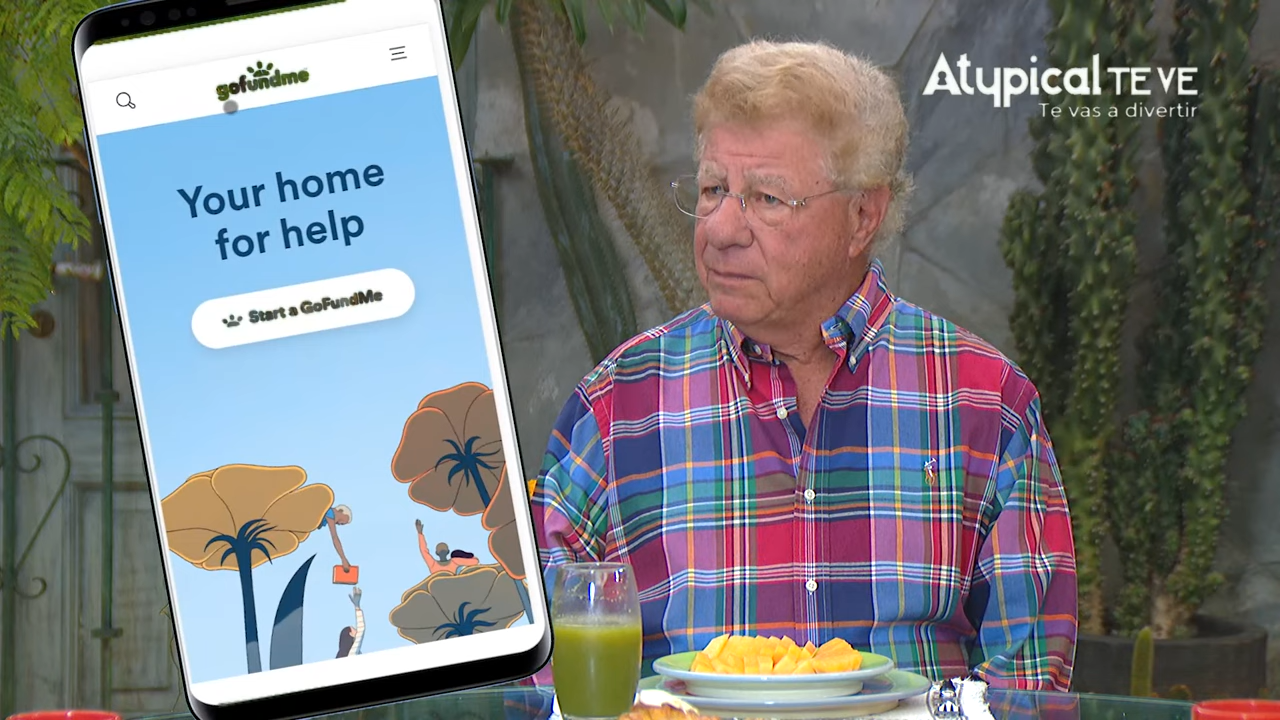 gofundme
Your home
for help
Start a GoFundMe
Atypical TE VE
Te vas a divertir